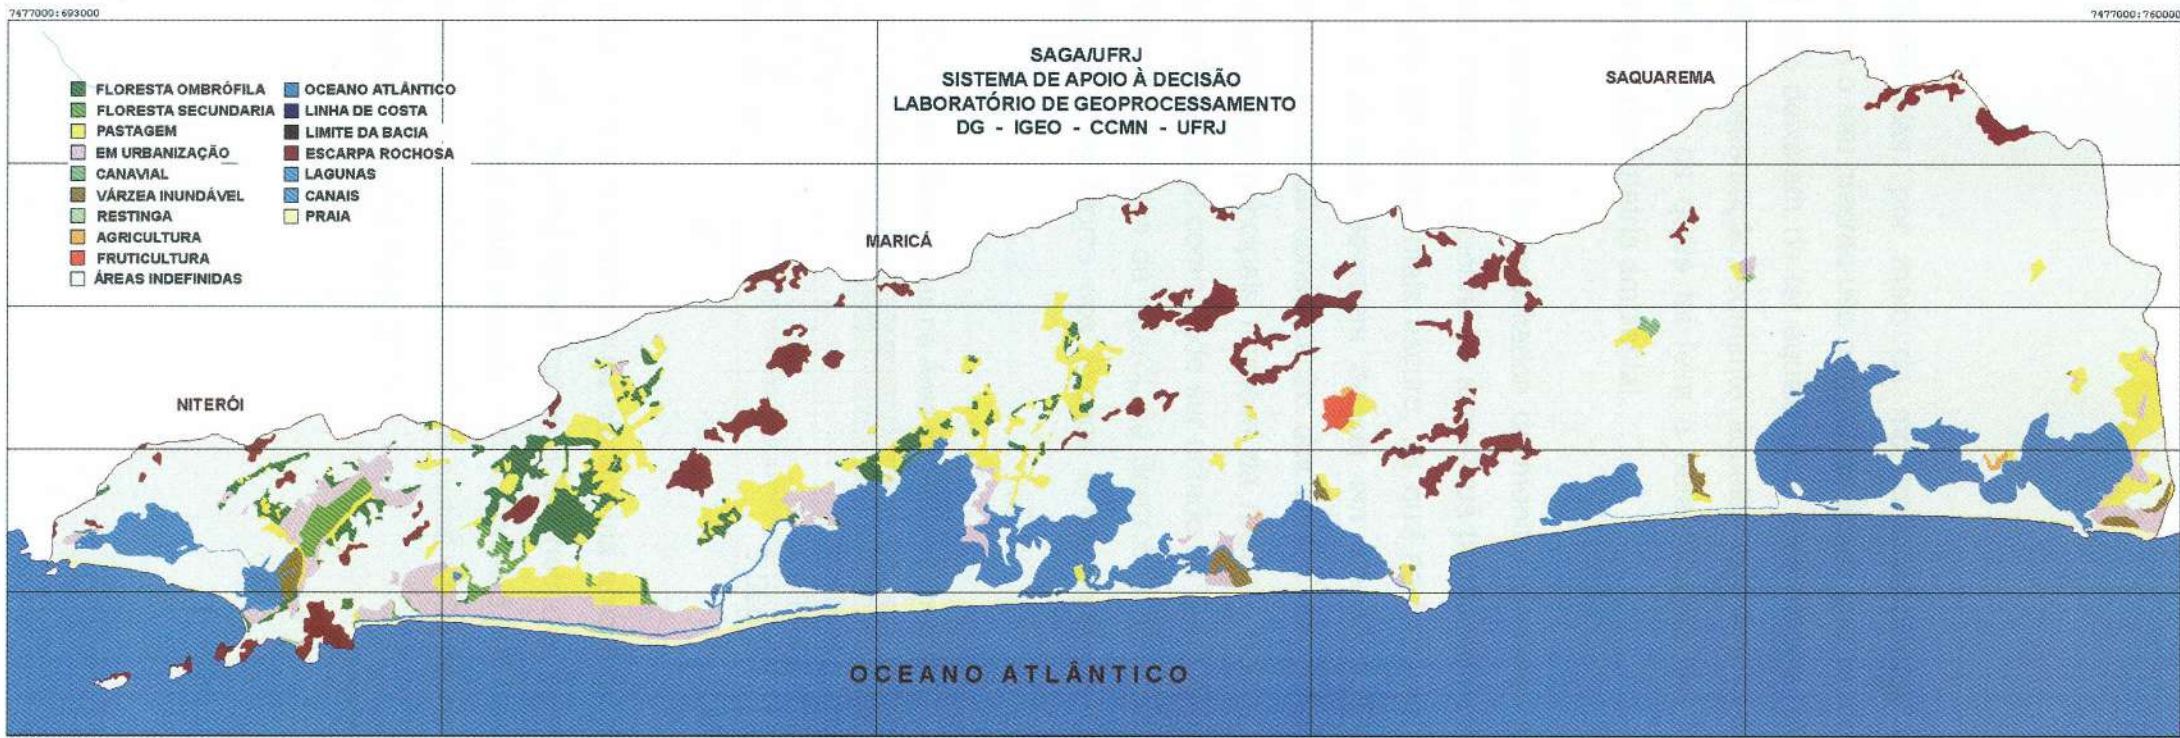 7477000:693000
7477000:760000
SAGA/UFRJ
SISTEMA DE APOIO À DECISÃO
LABORATÓRIO DE GEOPROCESSAMENTO
DG - IGEO - CCMN - UFRJ
SAQUAREMA
FLORESTA OMBRÓFILA
FLORESTA SECUNDARIA
PASTAGEM
EM URBANIZAÇÃO
CANAVIAL
VÁRZEA INUNDÁVEL
RESTINGA
AGRICULTURA
FRUTICULTURA
ÁREAS INDEFINIDAS
OCEANO ATLÂNTICO
LINHA DE COSTA
LIMITE DA BACIA
ESCARPA ROCHOSA
LAGUNAS
CANAIS
PRAIA
MARICÁ
NITERÓI
OCEANO ATLÂNTICO